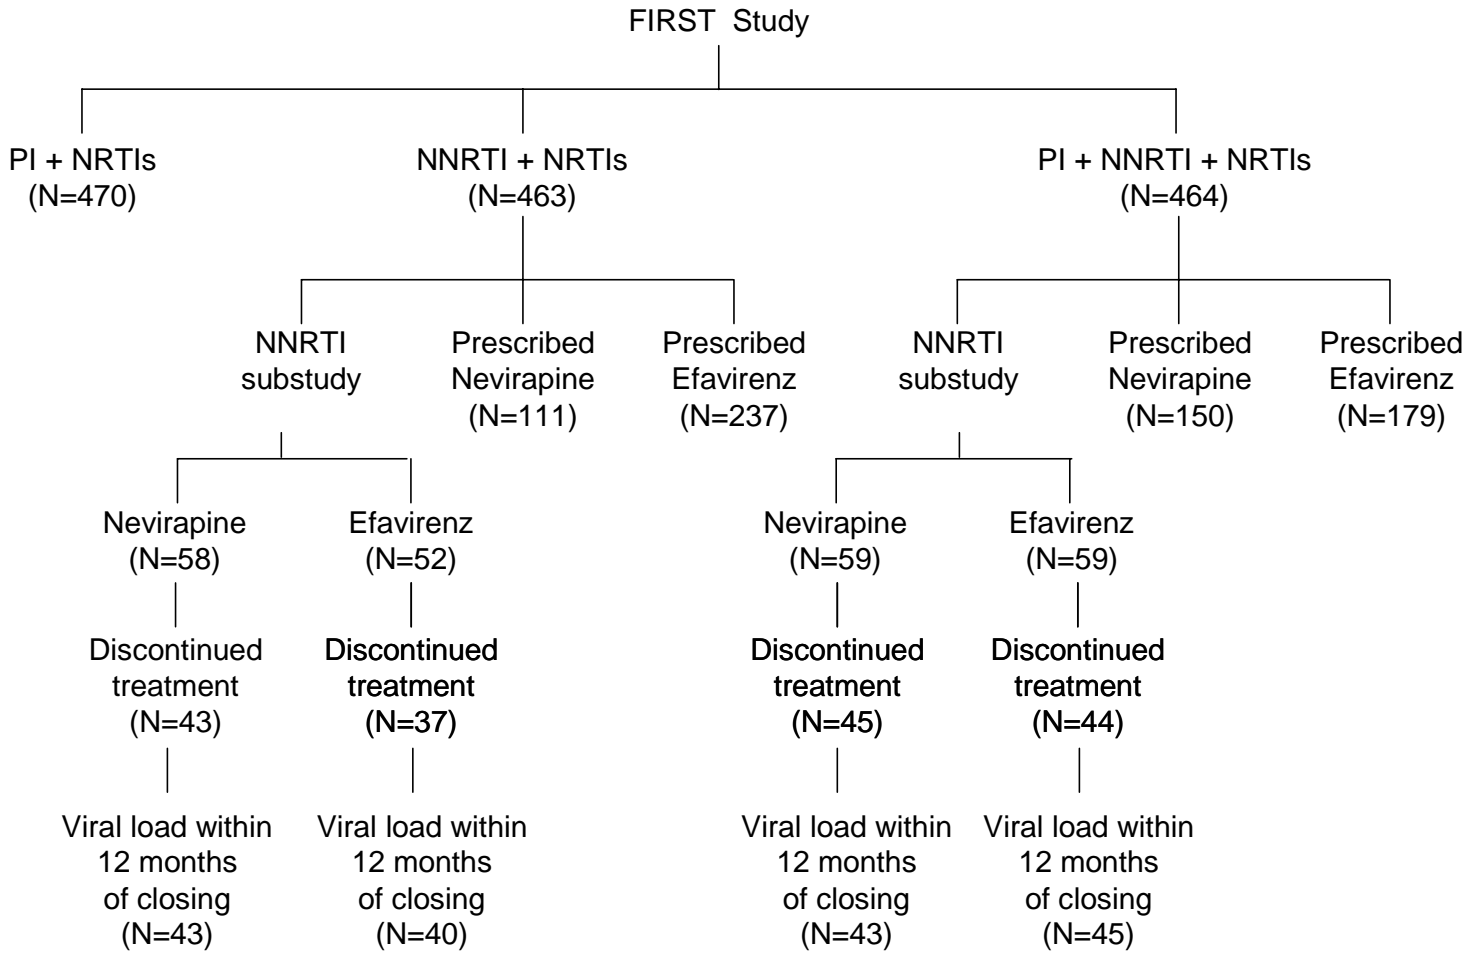 FIRST Study
PI + NRTIs
(N=470)
NNRTI + NRTIs
(N=463)
PI + NNRTI + NRTIs
(N=464)
NNRTI
substudy
Prescribed
Nevirapine
(N=111)
Prescribed
Efavirenz
(N=237)
NNRTI
substudy
Prescribed
Nevirapine
(N=150)
Prescribed
Efavirenz
(N=179)
Nevirapine
(N=58)
Efavirenz
(N=52)
Nevirapine
(N=59)
Efavirenz
(N=59)
Discontinued
treatment
(N=43)
Discontinued
treatment
(N=37)
Discontinued
treatment
(N=45)
Discontinued
treatment
(N=44)
Viral load within
12 months
of closing
(N=43)
Viral load within
12 months
of closing
(N=40)
Viral load within
12 months
of closing
(N=43)
Viral load within
12 months
of closing
(N=45)